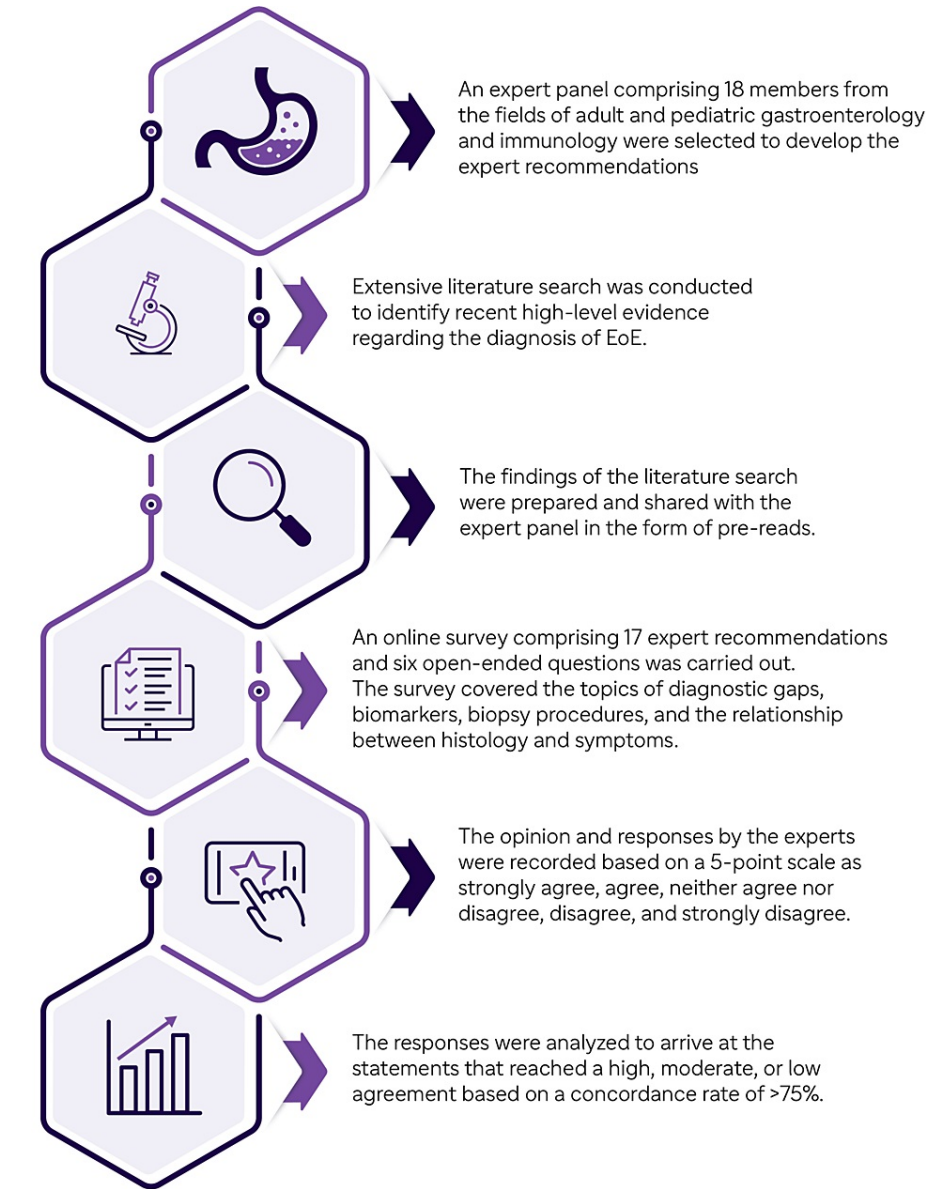 An expert panel comprising 18 members from
the fields of adult and pediatric gastroenterology
and immunology were selected to develop the
expert recommendations
Extensive literature search was conducted
to identify recent high-level evidence
regarding the diagnosis of EoE.
The findings of the literature search
were prepared and shared with the
expert panel in the form of pre-reads.
An online survey comprising 17 expert recommendations
and six open-ended questions was carried out.
The survey covered the topics of diagnostic gaps,
biomarkers, biopsy procedures, and the relationship
between histology and symptoms.
The opinion and responses by the experts
were recorded based on a 5-point scale as
strongly agree, agree, neither agree nor
disagree, disagree, and strongly disagree.
The responses were analyzed to arrive at the
statements that reached a high, moderate, or low
agreement based on a concordance rate of >75%.